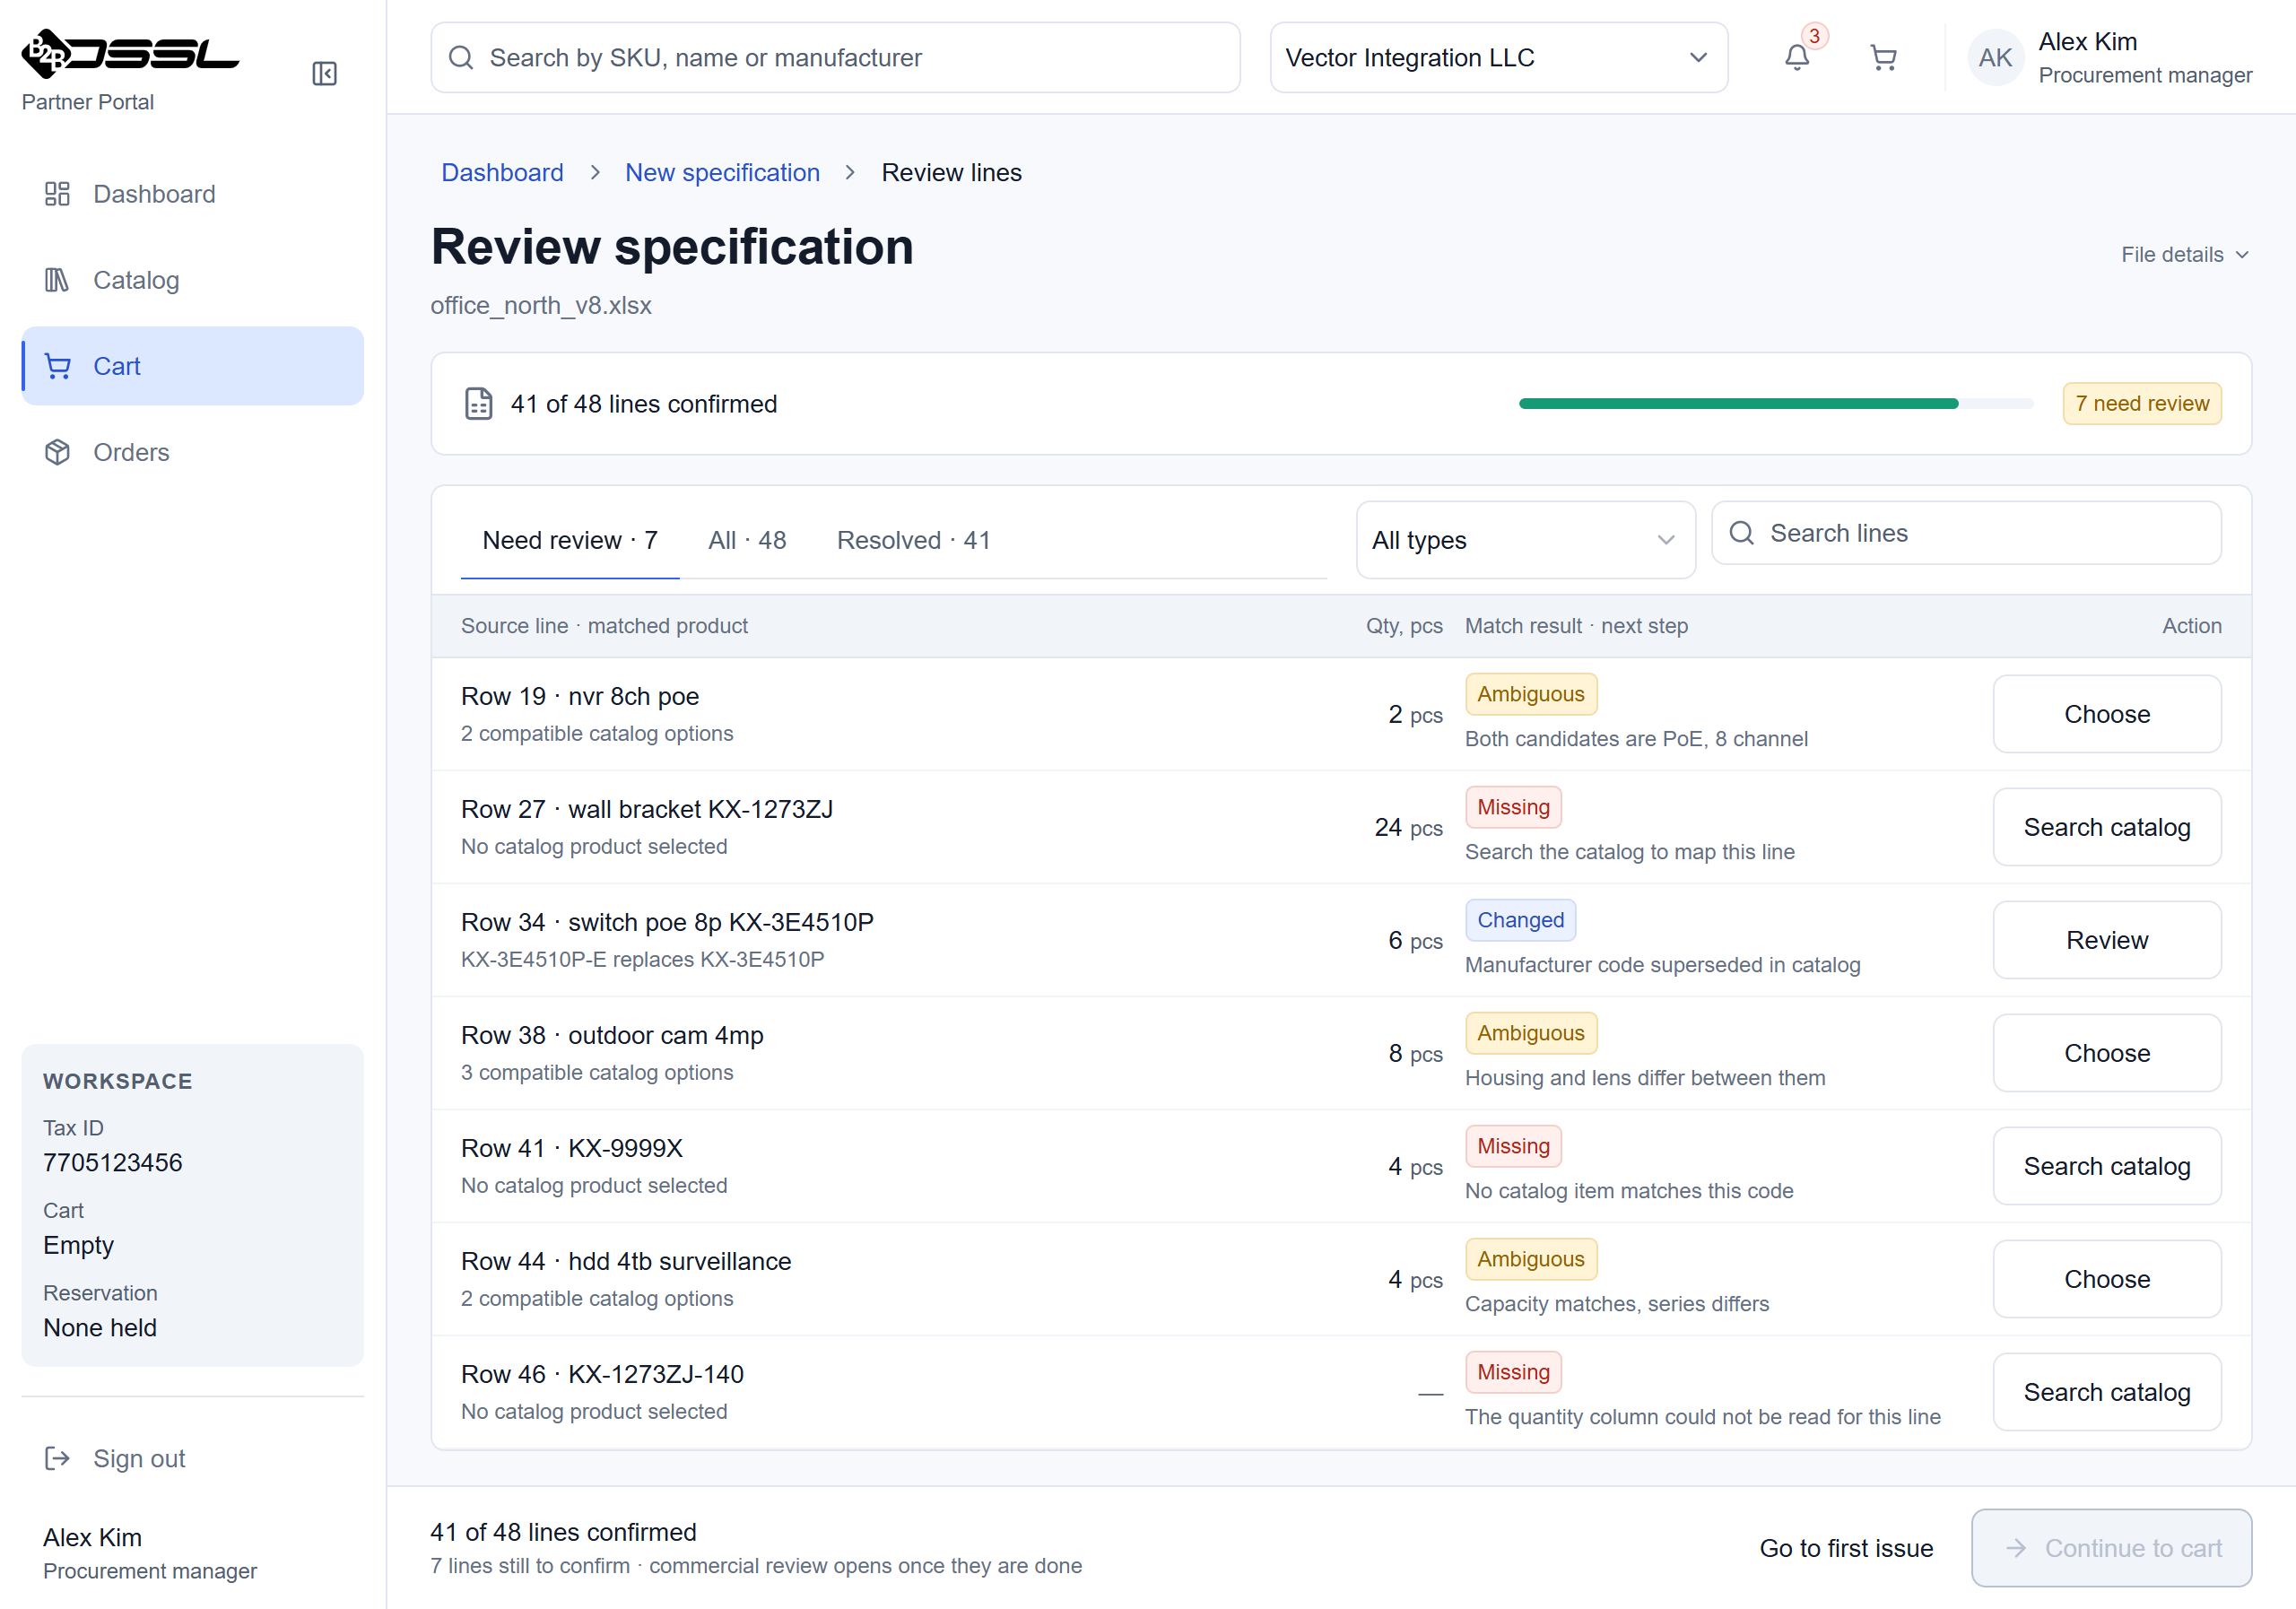 B2B DSSL
Partner Portal
Dashboard
Catalog
Cart
Orders
WORKSPACE
Tax ID
7705123456
Cart
Empty
Reservation
None held
Sign out
Alex Kim
Procurement manager
Search by SKU, name or manufacturer
Vector Integration LLC
3
AK
Alex Kim
Procurement manager
Dashboard > New specification > Review lines
Review specification
File details
office_north_v8.xlsx
41 of 48 lines confirmed
7 need review
Need review · 7
All · 48
Resolved · 41
All types
Search lines
Source line · matched product
Qty, pcs
Match result · next step
Action
Row 19 · nvr 8ch poe
2 compatible catalog options
2 pcs
Ambiguous
Both candidates are PoE, 8 channel
Choose
Row 27 · wall bracket KX-1273ZJ
No catalog product selected
24 pcs
Missing
Search the catalog to map this line
Search catalog
Row 34 · switch poe 8p KX-3E4510P
KX-3E4510P-E replaces KX-3E4510P
6 pcs
Changed
Manufacturer code superseded in catalog
Review
Row 38 · outdoor cam 4mp
3 compatible catalog options
8 pcs
Ambiguous
Housing and lens differ between them
Choose
Row 41 · KX-9999X
No catalog product selected
4 pcs
Missing
No catalog item matches this code
Search catalog
Row 44 · hdd 4tb surveillance
2 compatible catalog options
4 pcs
Ambiguous
Capacity matches, series differs
Choose
Row 46 · KX-1273ZJ-140
No catalog product selected
—
Missing
The quantity column could not be read for this line
Search catalog
41 of 48 lines confirmed
7 lines still to confirm · commercial review opens once they are done
Go to first issue
Continue to cart